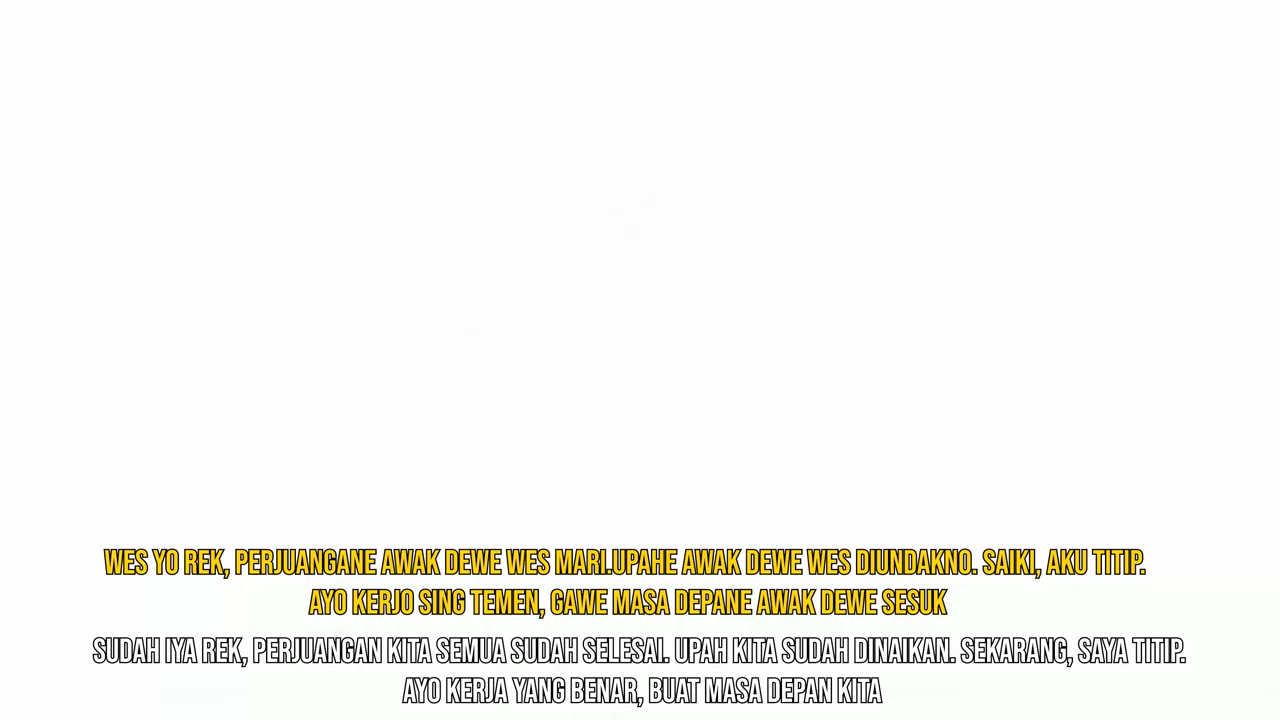 WES YO REK, PERJUANGANE AWAK DEWE WES MARI.UPAHE AWAK DEWE WES DIUNDAKNO. SAIKI, AKU TITIP.
AYO KERJO SING TEMEN, GAWE MASA DEPANE AWAK DEWE SESUK
SUDAH IYA REK, PERJUANGAN KITA SEMUA SUDAH SELESAI. UPAH KITA SUDAH DINAIKAN. SEKARANG, SAYA TITIP.
AYO KERJA YANG BENAR, BUAT MASA DEPAN KITA